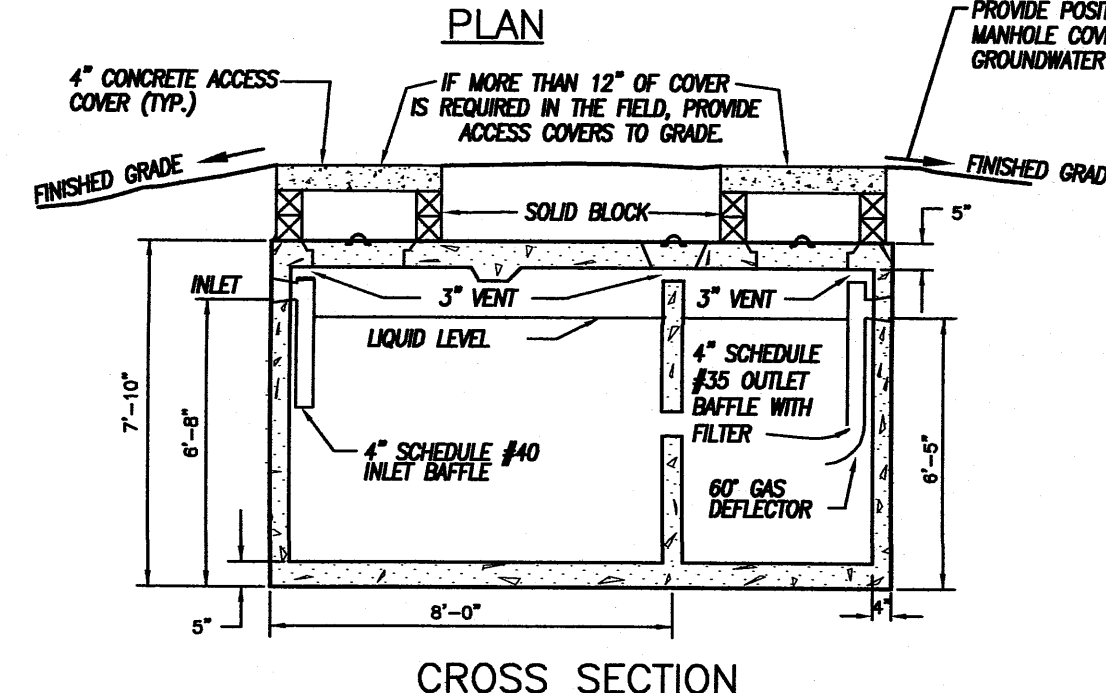 PLAN
PROVIDE
MANHOLE
GROUNDWATER
4" CONCRETE ACCESS
COVER (TYP.)
IF MORE THAN 12" OF COVER
IS REQUIRED IN THE FIELD, PROVIDE
ACCESS COVERS TO GRADE.
FINISHED GRADE
FINISHED GRAD
SOLID BLOCK
5"
INLET
3" VENT
3" VENT
LIQUID LEVEL
4" SCHEDULE
#35 OUTLET
BAFFLE WITH
FILTER
7'-10"
6'-8"
4" SCHEDULE #40
INLET BAFFLE
60° GAS
DEFLECTOR
6'-5"
5"
8'-0"
4"
CROSS SECTION